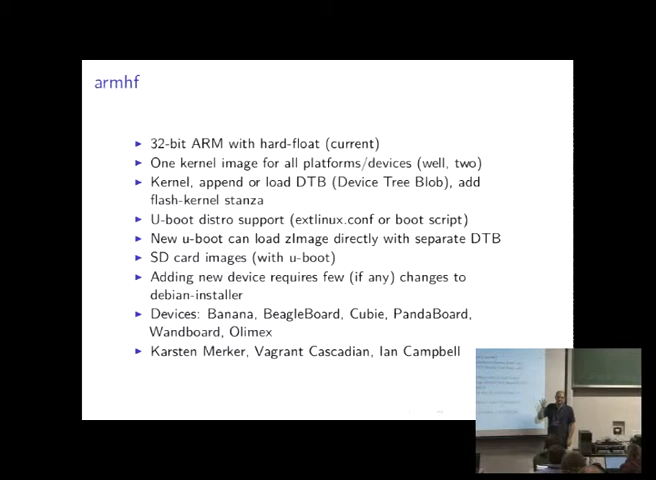 armhf
32-bit ARM with hard-float (current)
One kernel image for all platforms/devices (well, two)
Kernel, append or load DTB (Device Tree Blob), add
flash-kernel stanza
U-boot distro support (extlinux.conf or boot script)
New u-boot can load zImage directly with separate DTB
SD card images (with u-boot)
Adding new device requires few (if any) changes to
debian-installer
Devices: Banana, BeagleBoard, Cubie, PandaBoard,
Wandboard, Olimex
Karsten Merker, Vagrant Cascadian, Ian Campbell